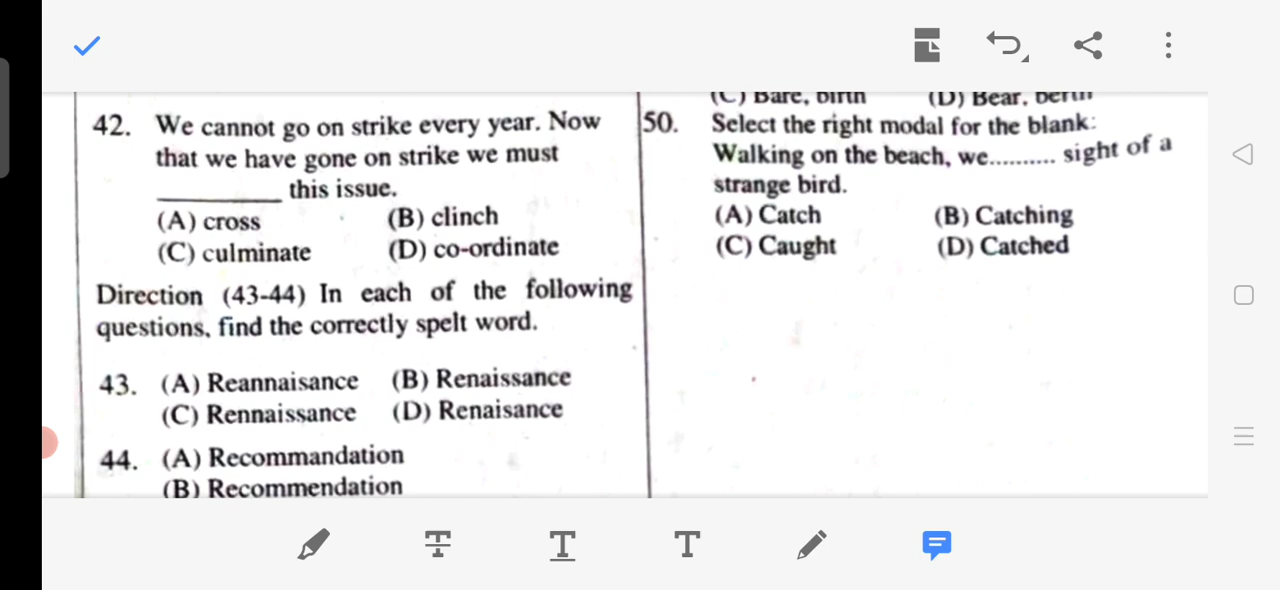 42. We cannot go on strike every year. Now
that we have gone on strike we must
__________ this issue.
(A) cross (B) clinch
(C) culminate (D) co-ordinate
Direction (43-44) In each of the following
questions, find the correctly spelt word.
43. (A) Reannaisance (B) Renaissance
(C) Rennaissance (D) Renaisance
44. (A) Recommandation
(B) Recommendation
(C) Bare, birth (D) Bear, berth
50. Select the right modal for the blank:
Walking on the beach, we.......... sight of a
strange bird.
(A) Catch (B) Catching
(C) Caught (D) Catched
T
T
T